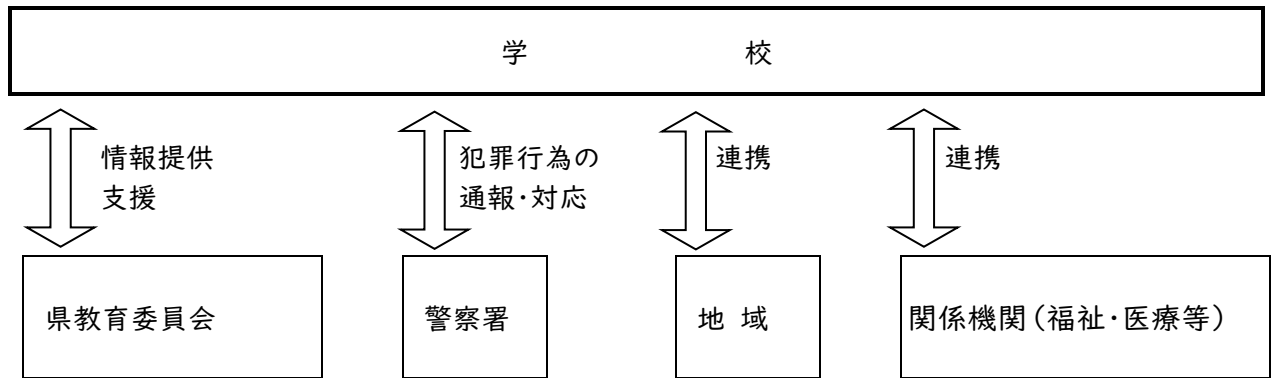 学校
情報提供
支援
犯罪行為の
通報・対応
連携
連携
県教育委員会
警察署
地域
関係機関（福祉・医療等）